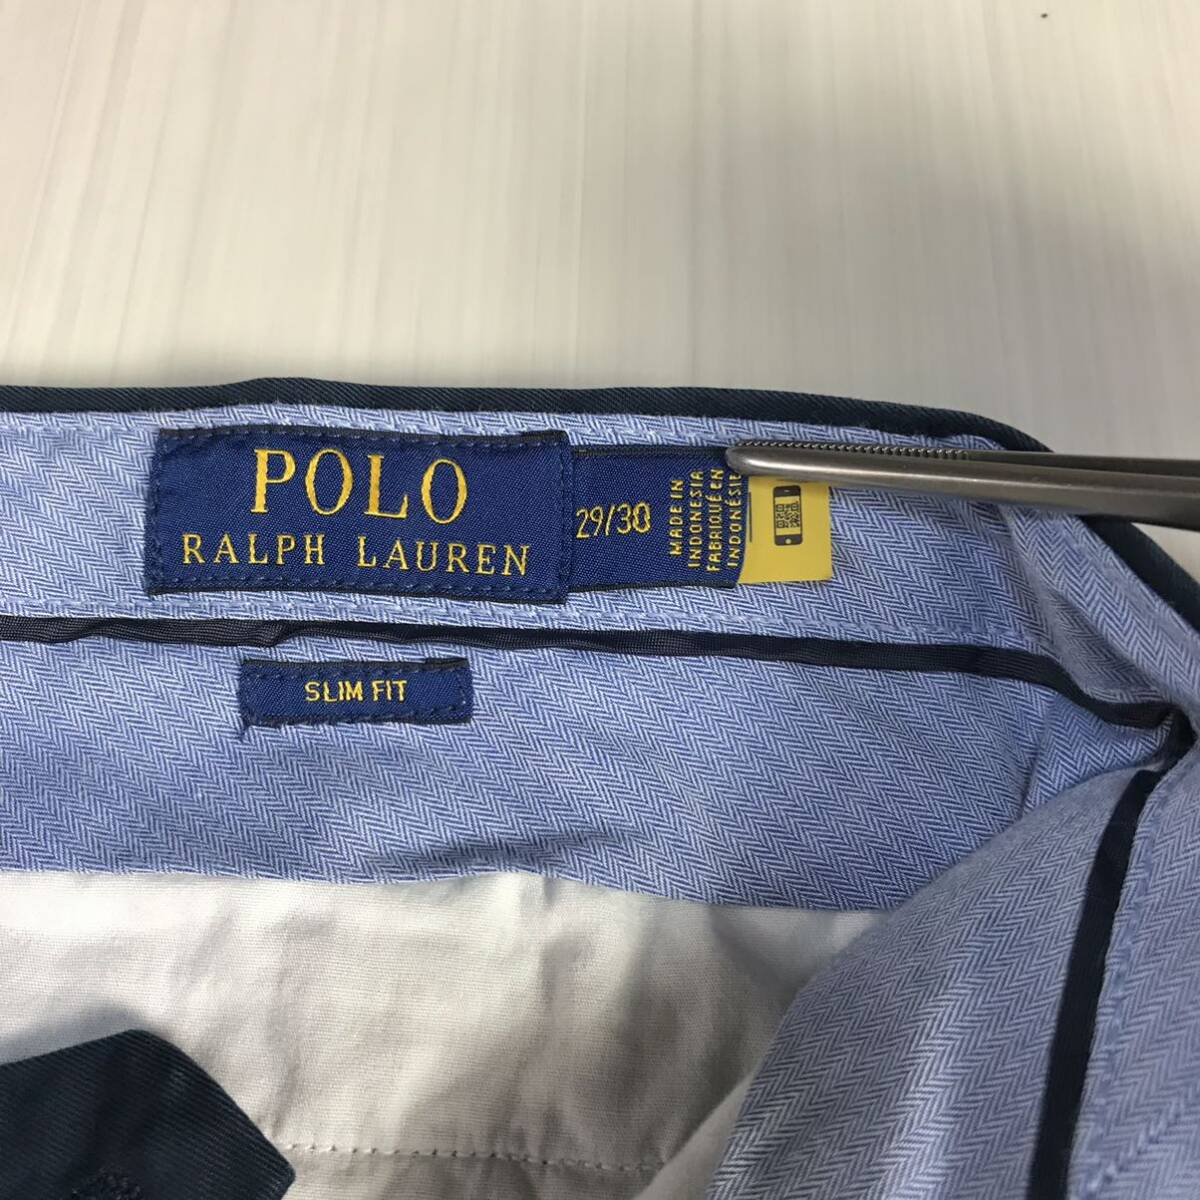 POLO
RALPH LAUREN
29/30
MADE IN
INDONESIA
FABRIQUÉ EN
INDONÉSIE
SLIM FIT